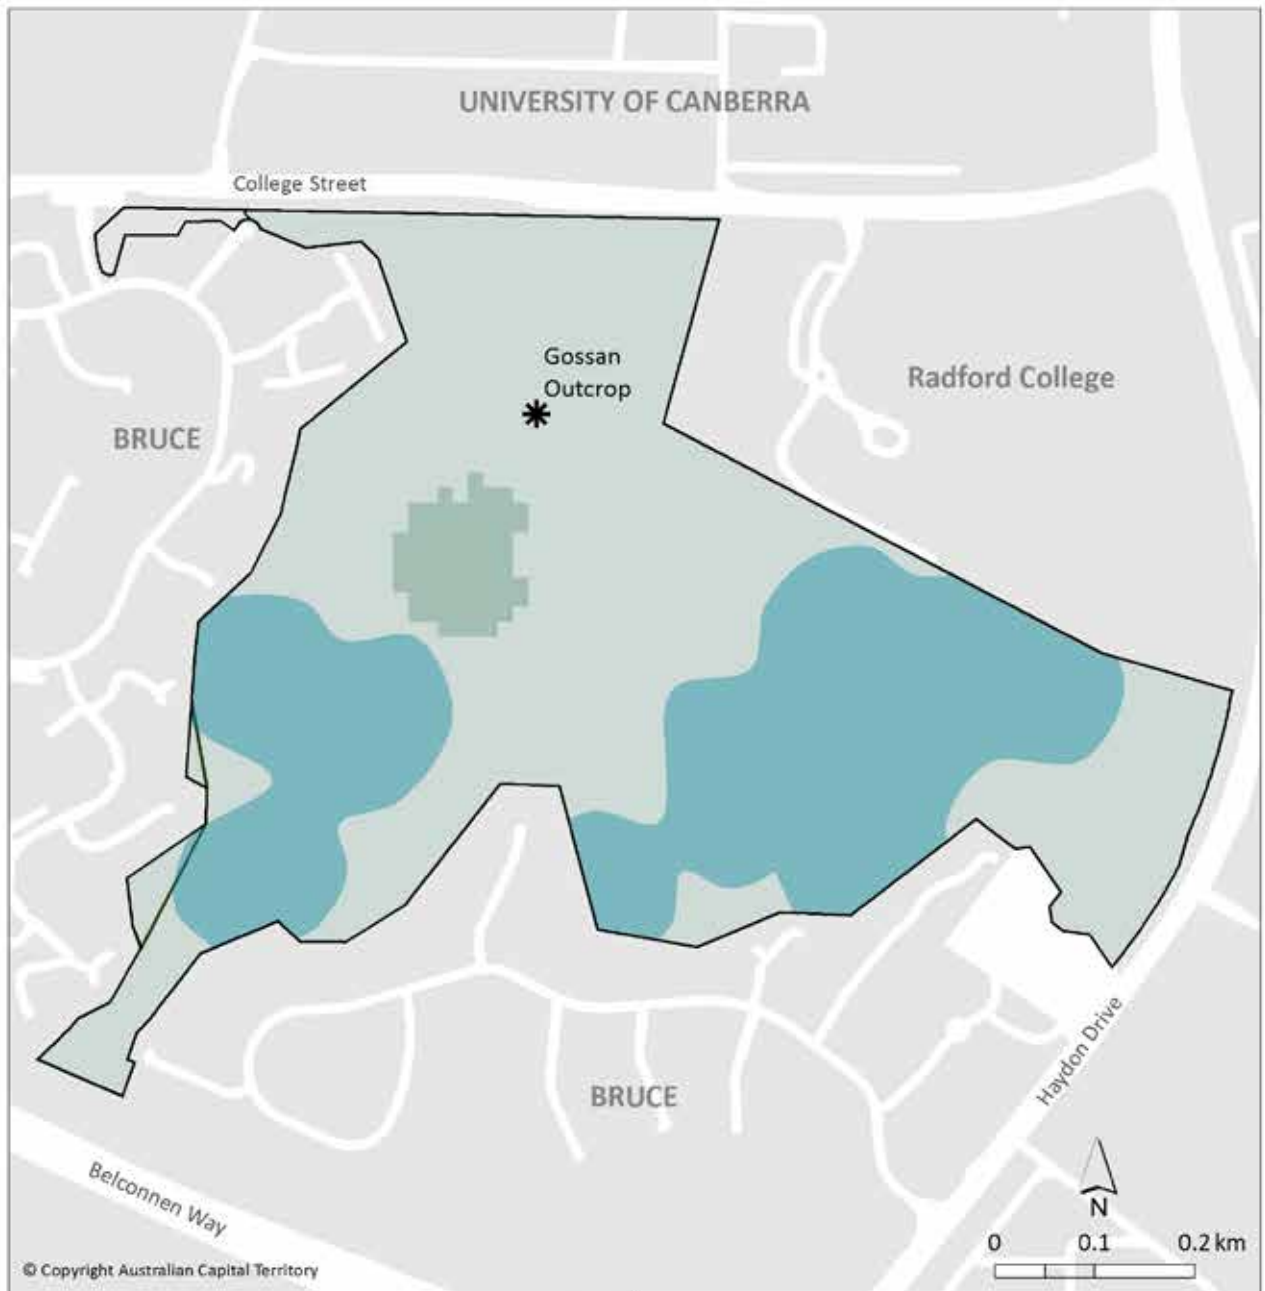 UNIVERSITY OF CANBERRA
College Street
Gossan
Outcrop
Radford College
BRUCE
BRUCE
Haydon Drive
Belconnen Way
N
0 0.1 0.2 km
© Copyright Australian Capital Territory